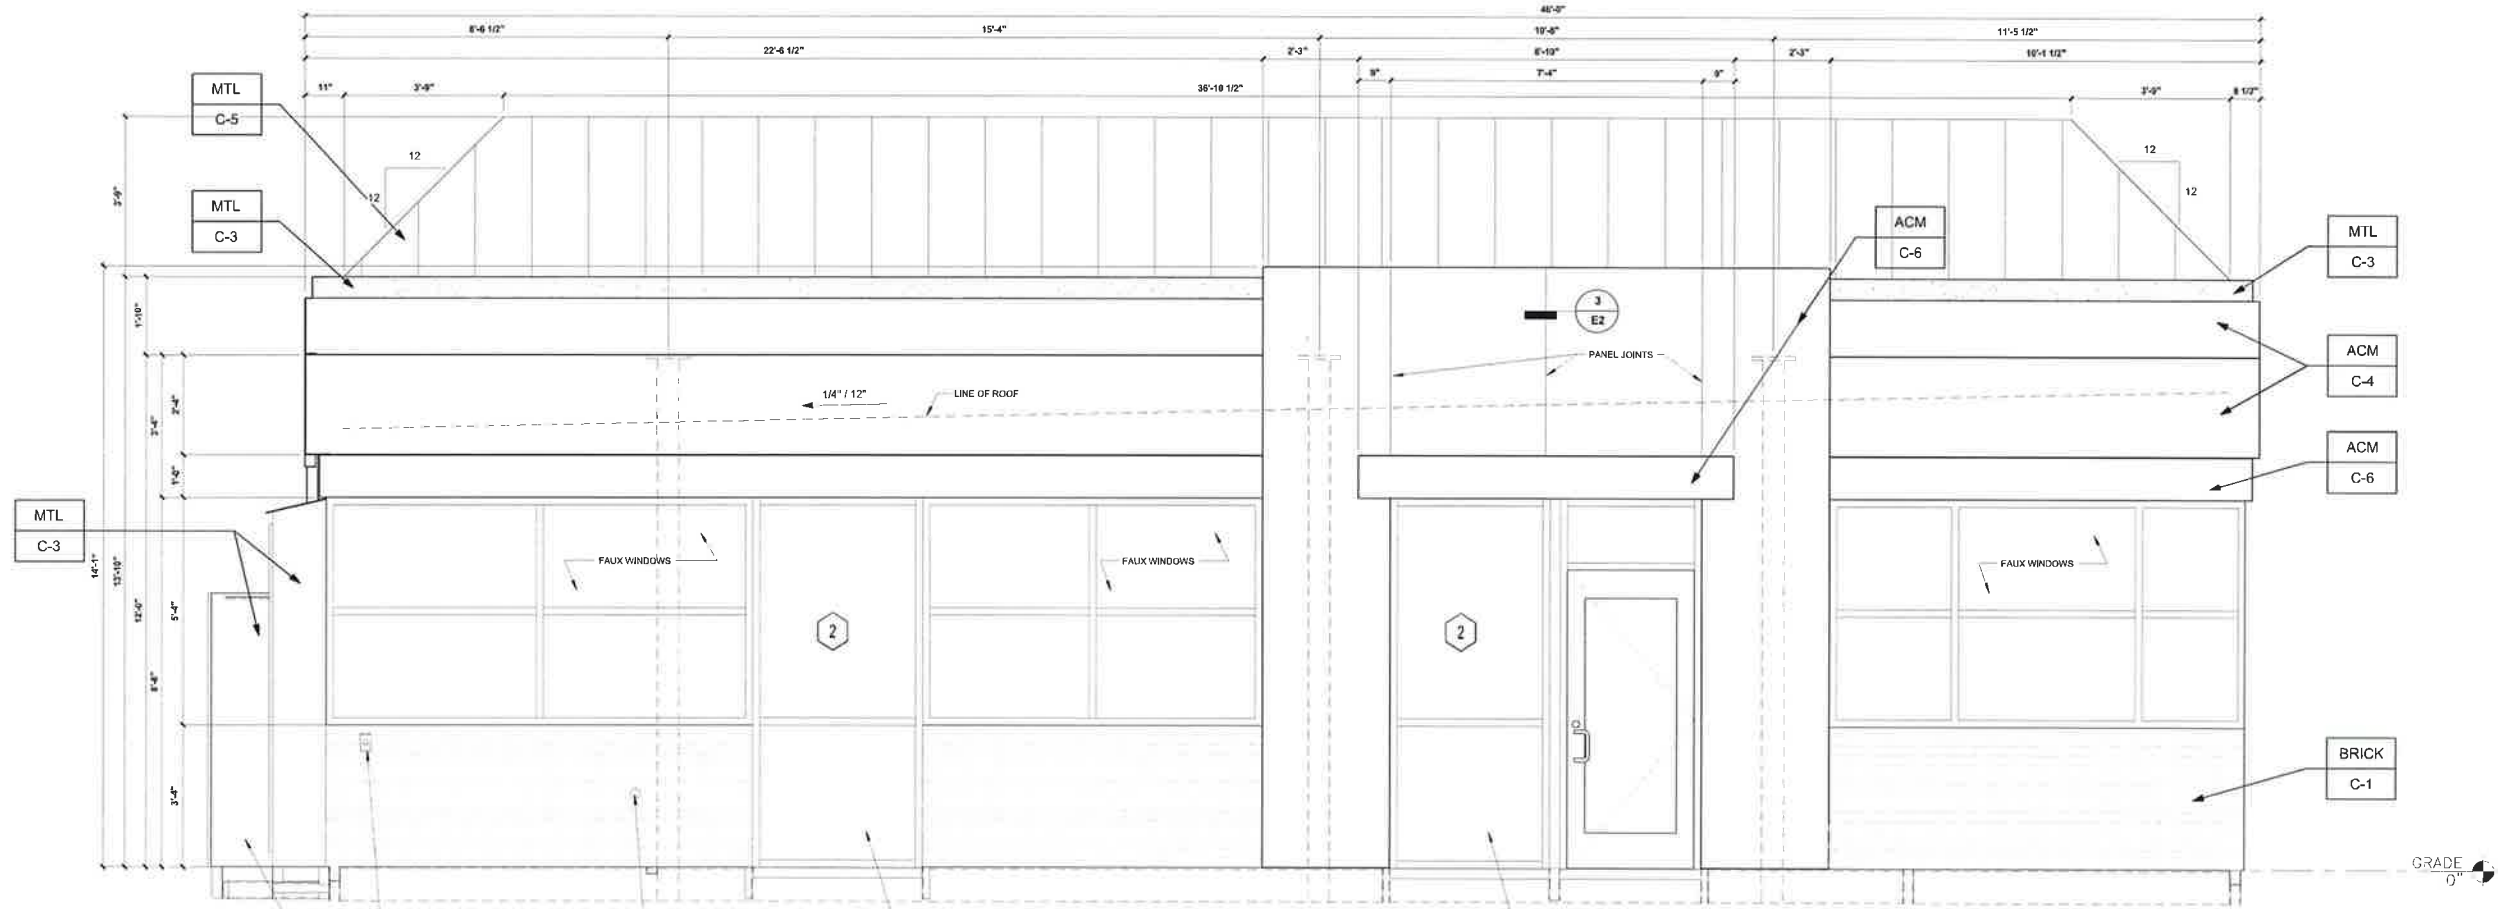 46'-0"
8'-6 1/2"
15'-4"
10'-8"
11'-5 1/2"
22'-6 1/2"
2'-3"
8'-10"
2'-3"
10'-1 1/2"
9"
7'-4"
9"
11"
3'-9"
36'-10 1/2"
3'-9"
8 1/2"
MTL
C-5
12
12
12
12
3'-9"
MTL
C-3
ACM
C-6
MTL
C-3
3
E2
1'-10"
PANEL JOINTS
ACM
C-4
1/4" / 12"
LINE OF ROOF
2'-4"
3'-4"
1'-0"
ACM
C-6
MTL
C-3
14'-1"
13'-10"
12'-0"
8'-8"
5'-4"
FAUX WINDOWS
FAUX WINDOWS
FAUX WINDOWS
2
2
3'-4"
BRICK
C-1
GRADE
0"